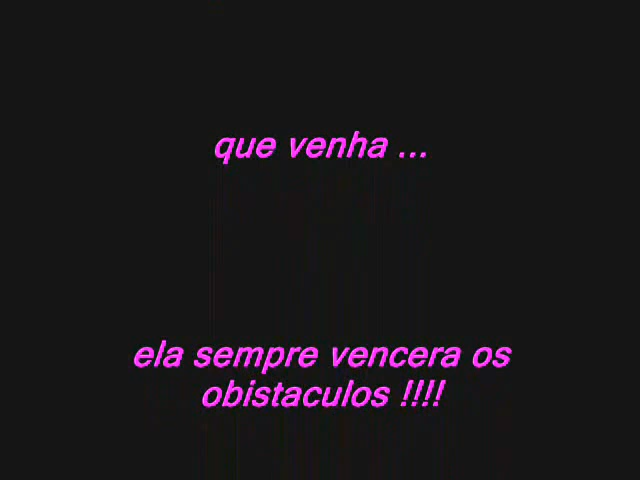 que venha ...
ela sempre vencera os
obistaculos !!!!